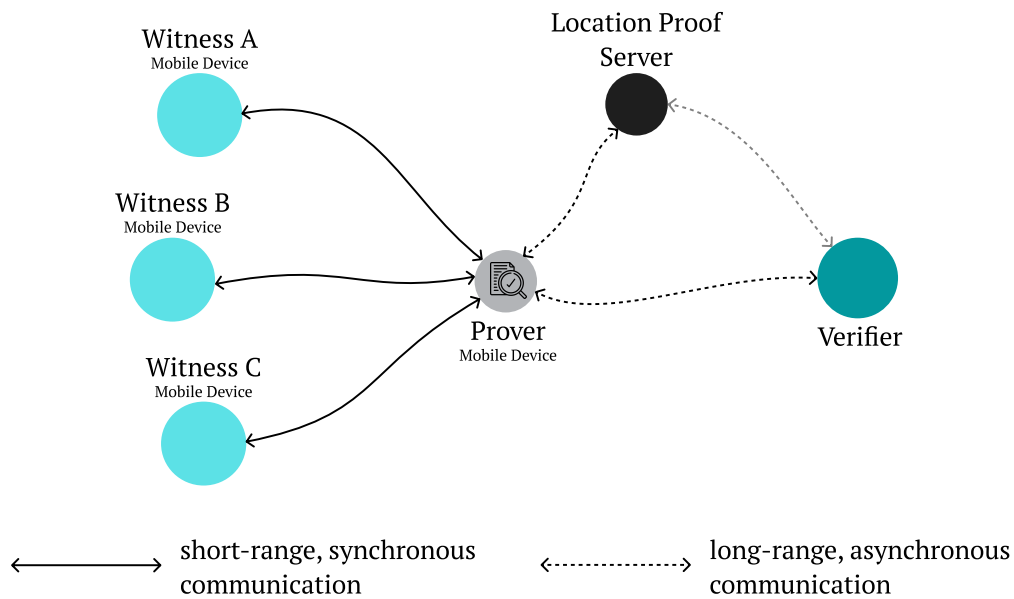 Witness A
Mobile Device
Location Proof
Server
Witness B
Mobile Device
Prover
Mobile Device
Verifier
Witness C
Mobile Device
short-range, synchronous
communication
long-range, asynchronous
communication